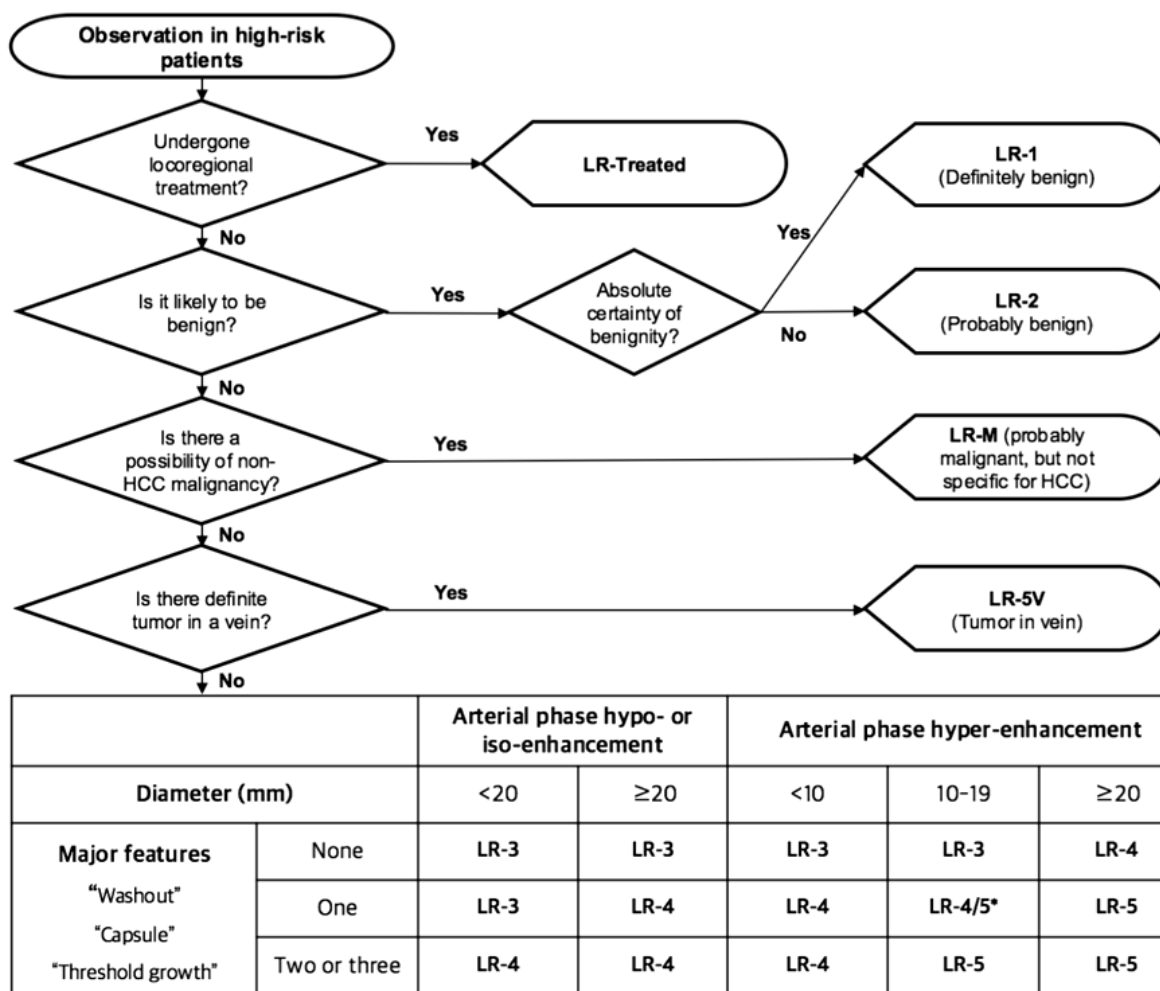 Observation in high-risk
patients
Undergone
locoregional
treatment?
Yes
LR-Treated
No
Is it likely to be
benign?
Yes
Absolute
certainty of
benignity?
Yes
LR-1
(Definitely benign)
No
LR-2
(Probably benign)
No
Is there a
possibility of non-
HCC malignancy?
Yes
LR-M (probably
malignant, but not
specific for HCC)
No
Is there definite
tumor in a vein?
Yes
LR-5V
(Tumor in vein)
No
Arterial phase hypo- or
iso-enhancement
Arterial phase hyper-enhancement
Diameter (mm) <20 ≥20 <10 10-19 ≥20
Major features
“Washout”
“Capsule”
“Threshold growth”
None LR-3 LR-3 LR-3 LR-3 LR-4
One LR-3 LR-4 LR-4 LR-4/5* LR-5
Two or three LR-4 LR-4 LR-4 LR-5 LR-5